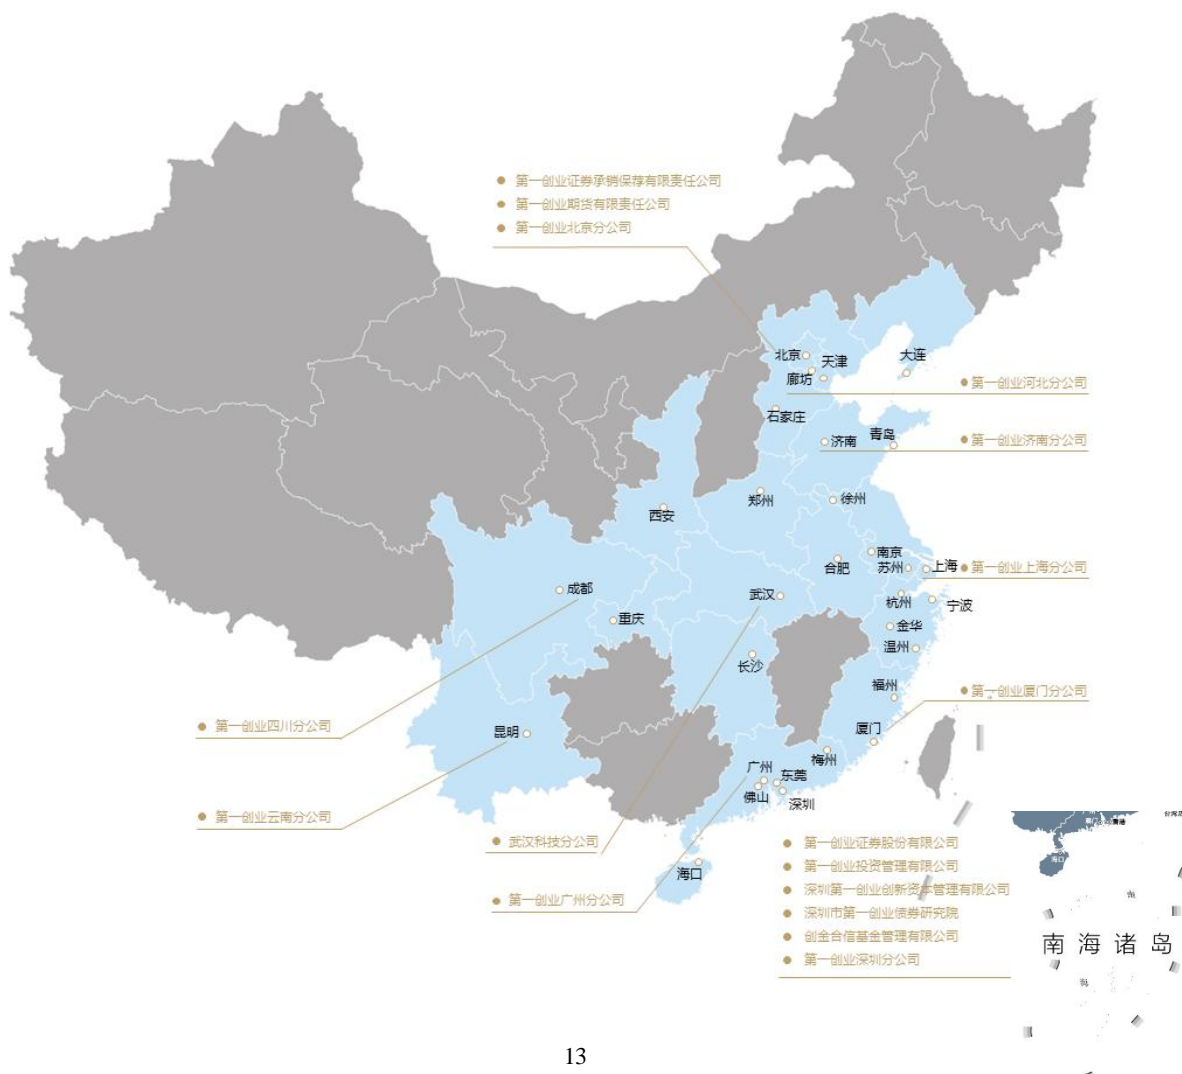 第一创业证券承销保荐有限责任公司
第一创业期货有限责任公司
第一创业北京分公司
北京
天津
大连
廊坊
第一创业河北分公司
石家庄
济南
青岛
第一创业济南分公司
郑州
徐州
西安
南京
合肥
苏州
上海
第一创业上海分公司
成都
武汉
杭州
宁波
重庆
金华
温州
长沙
福州
第一创业厦门分公司
第一创业四川分公司
昆明
厦门
梅州
广州
东莞
佛山
深圳
第一创业云南分公司
武汉科技分公司
第一创业证券股份有限公司
第一创业投资管理有限公司
深圳第一创业创新资本管理有限公司
深圳市第一创业债券研究院
创金合信基金管理有限公司
第一创业深圳分公司
海口
第一创业广州分公司
海口
南海诸岛
13